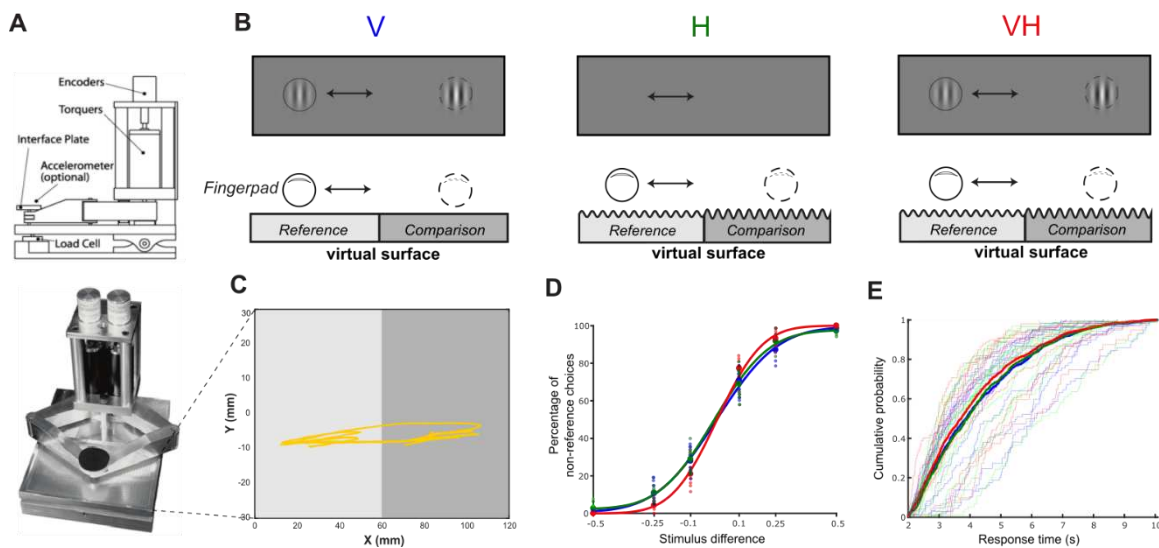 A
Encoders
Torquers
Interface Plate
Accelerometer
(optional)
Load Cell
B
V
H
VH
Fingerpad
Reference
Comparison
virtual surface
Reference
Comparison
virtual surface
Reference
Comparison
virtual surface
C
30
20
10
0
-10
-20
-30
0
20
40
60
80
100
120
Y (mm)
X (mm)
D
100
80
60
40
20
0
-0.5
-0.25
-0.1
0.1
0.25
0.5
Percentage of
non-reference choices
Stimulus difference
E
1
0.8
0.6
0.4
0.2
0
2
3
4
5
6
7
8
9
10
Cumulative probability
Response time (s)